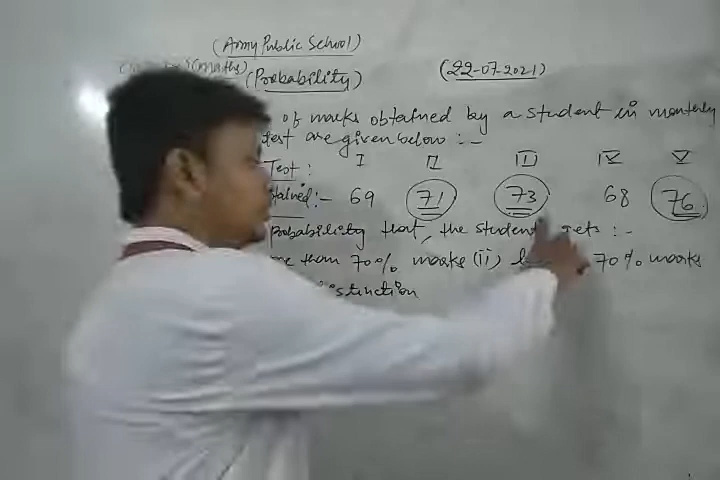 (Army Public School)
(maths) (Probability) (22-07-2021)
of marks obtained by a student in monthly
test are given below :-
Test : I II III IV V
:- 69 71 73 68 76
probability that, the student gets :-
than 70% marks (ii) 70% marks